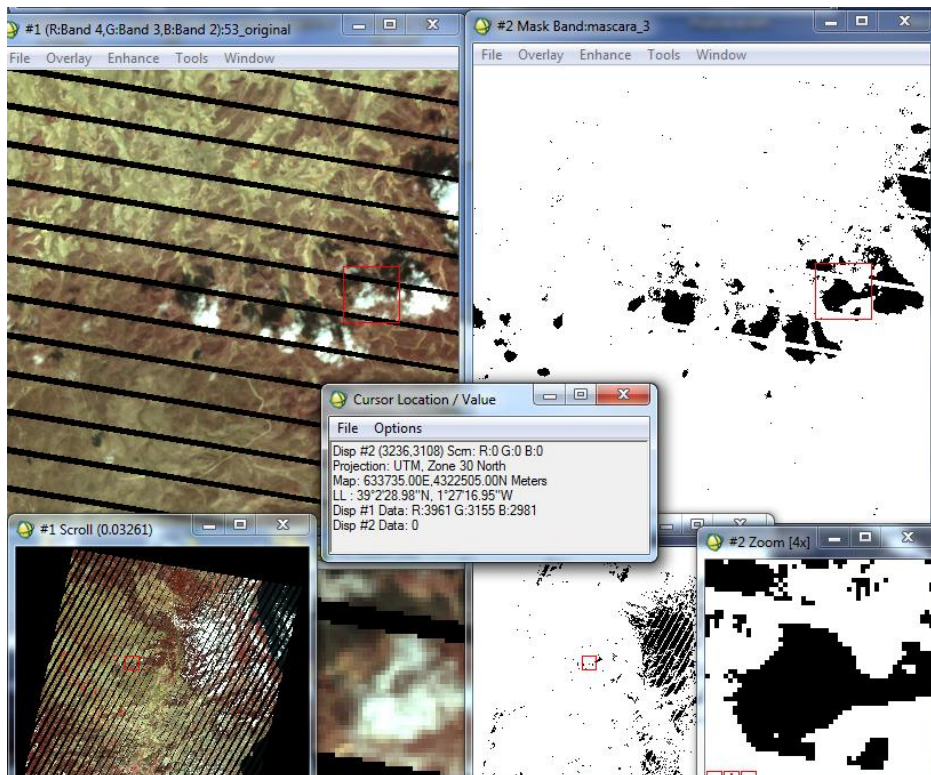 #1 (R:Band 4,G:Band 3,B:Band 2):53_original
File Overlay Enhance Tools Window
#2 Mask Band:mascara_3
File Overlay Enhance Tools Window
Cursor Location / Value
File Options
Disp #2 (3236,3108) Scrn: R:0 G:0 B:0
Projection: UTM, Zone 30 North
Map: 633735.00E,4322505.00N Meters
LL : 39°2'28.98"N, 1°27'16.95"W
Disp #1 Data: R:3961 G:3155 B:2981
Disp #2 Data: 0
#1 Scroll (0.03261)
#2 Zoom [4x]